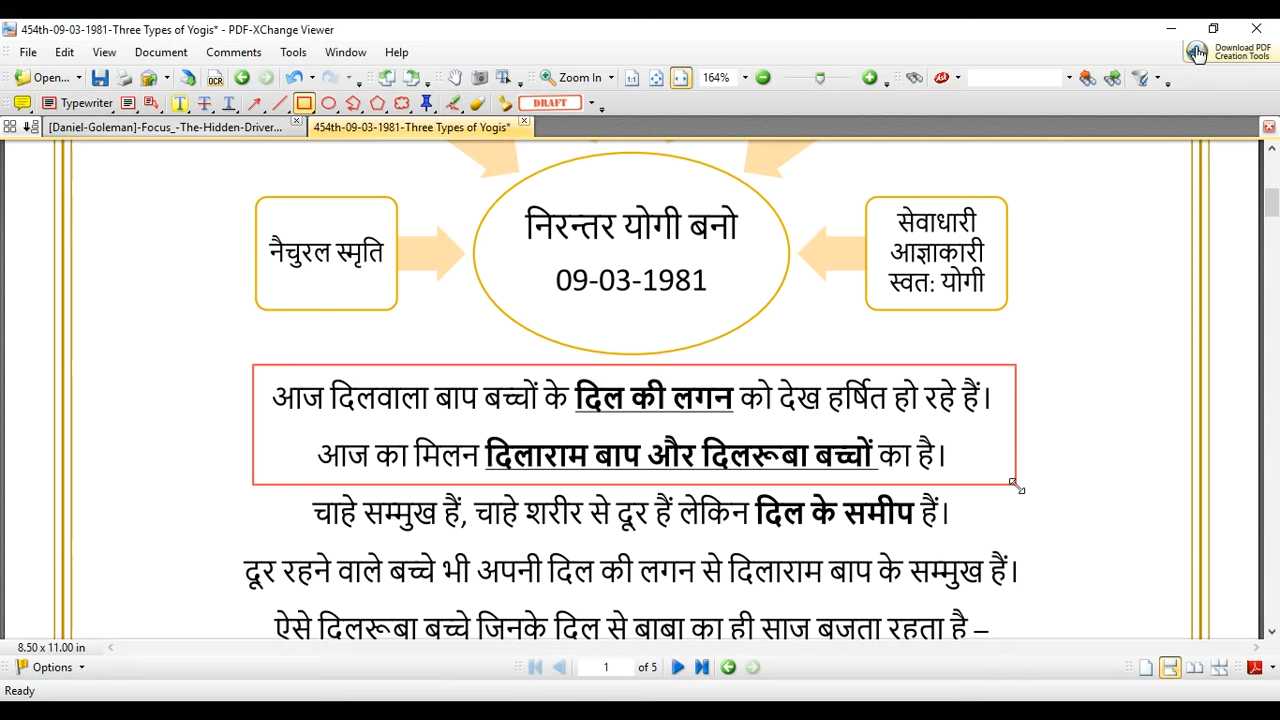 454th-09-03-1981-Three Types of Yogis* - PDF-XChange Viewer
File Edit View Document Comments Tools Window Help
Download PDF
Creation Tools
Open... OCR Zoom In 164%
Typewriter DRAFT
[Daniel-Goleman]-Focus_-The-Hidden-Driver... 454th-09-03-1981-Three Types of Yogis*
निरन्तर योगी बनो
09-03-1981
नैचुरल स्मृति
सेवाधारी
आज्ञाकारी
स्वत: योगी
आज दिलवाला बाप बच्चों के दिल की लगन को देख हर्षित हो रहे हैं।
आज का मिलन दिलाराम बाप और दिलरूबा बच्चों का है।
चाहे सम्मुख हैं, चाहे शरीर से दूर हैं लेकिन दिल के समीप हैं।
दूर रहने वाले बच्चे भी अपनी दिल की लगन से दिलाराम बाप के सम्मुख हैं।
ऐसे दिलरूबा बच्चे जिनके दिल से बाबा का ही साज बजता रहता है –
8.50 x 11.00 in
Options 1 of 5
Ready